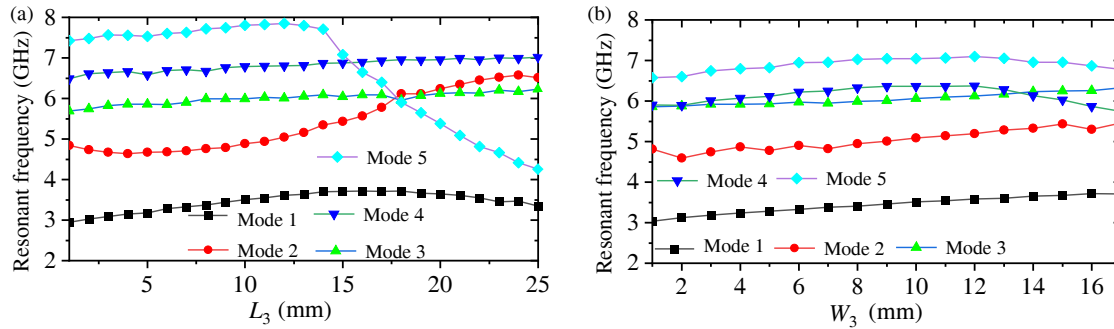 (a)
8
7
6
5
4
3
2
Resonant frequency (GHz)
Mode 5
Mode 1 Mode 4
Mode 2 Mode 3
5 10 15 20 25
L3 (mm)
(b)
8
7
6
5
4
3
2
Resonant frequency (GHz)
Mode 4 Mode 5
Mode 1 Mode 2 Mode 3
2 4 6 8 10 12 14 16
W3 (mm)